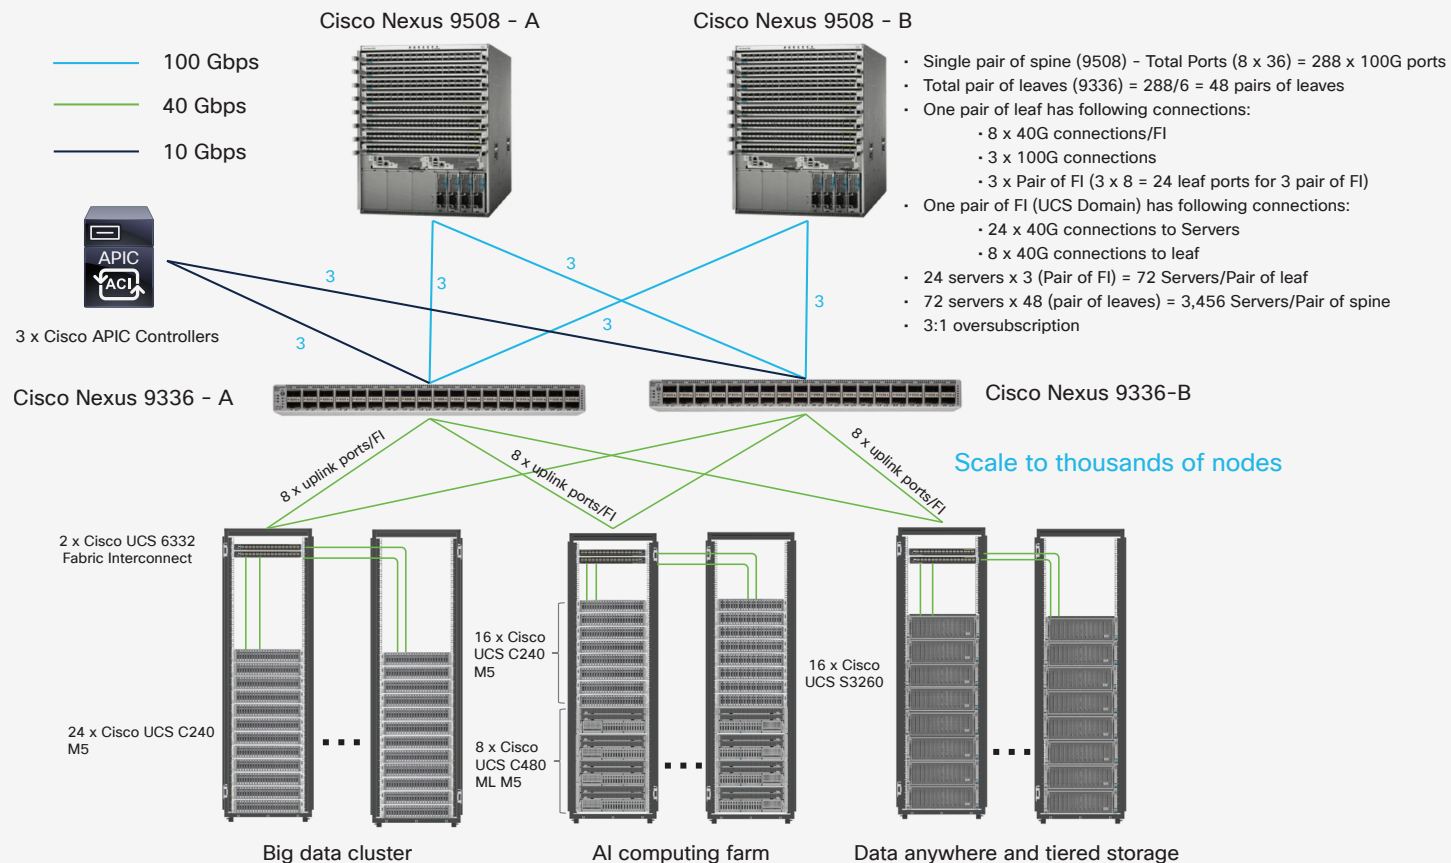 Cisco Nexus 9508 - A
Cisco Nexus 9508 - B
100 Gbps
40 Gbps
10 Gbps
• Single pair of spine (9508) - Total Ports (8 x 36) = 288 x 100G ports
• Total pair of leaves (9336) = 288/6 = 48 pairs of leaves
• One pair of leaf has following connections:
• 8 x 40G connections/FI
• 3 x 100G connections
• 3 x Pair of FI (3 x 8 = 24 leaf ports for 3 pair of FI)
• One pair of FI (UCS Domain) has following connections:
• 24 x 40G connections to Servers
• 8 x 40G connections to leaf
• 24 servers x 3 (Pair of FI) = 72 Servers/Pair of leaf
• 72 servers x 48 (pair of leaves) = 3,456 Servers/Pair of spine
• 3:1 oversubscription
APIC
ACI
3 x Cisco APIC Controllers
3
3
3
3
3
3
Cisco Nexus 9336 - A
Cisco Nexus 9336-B
8 x uplink ports/FI
8 x uplink ports/FI
8 x uplink ports/FI
Scale to thousands of nodes
2 x Cisco UCS 6332
Fabric Interconnect
24 x Cisco UCS C240
M5
16 x Cisco
UCS C240
M5
8 x Cisco
UCS C480
ML M5
16 x Cisco
UCS S3260
Big data cluster
AI computing farm
Data anywhere and tiered storage